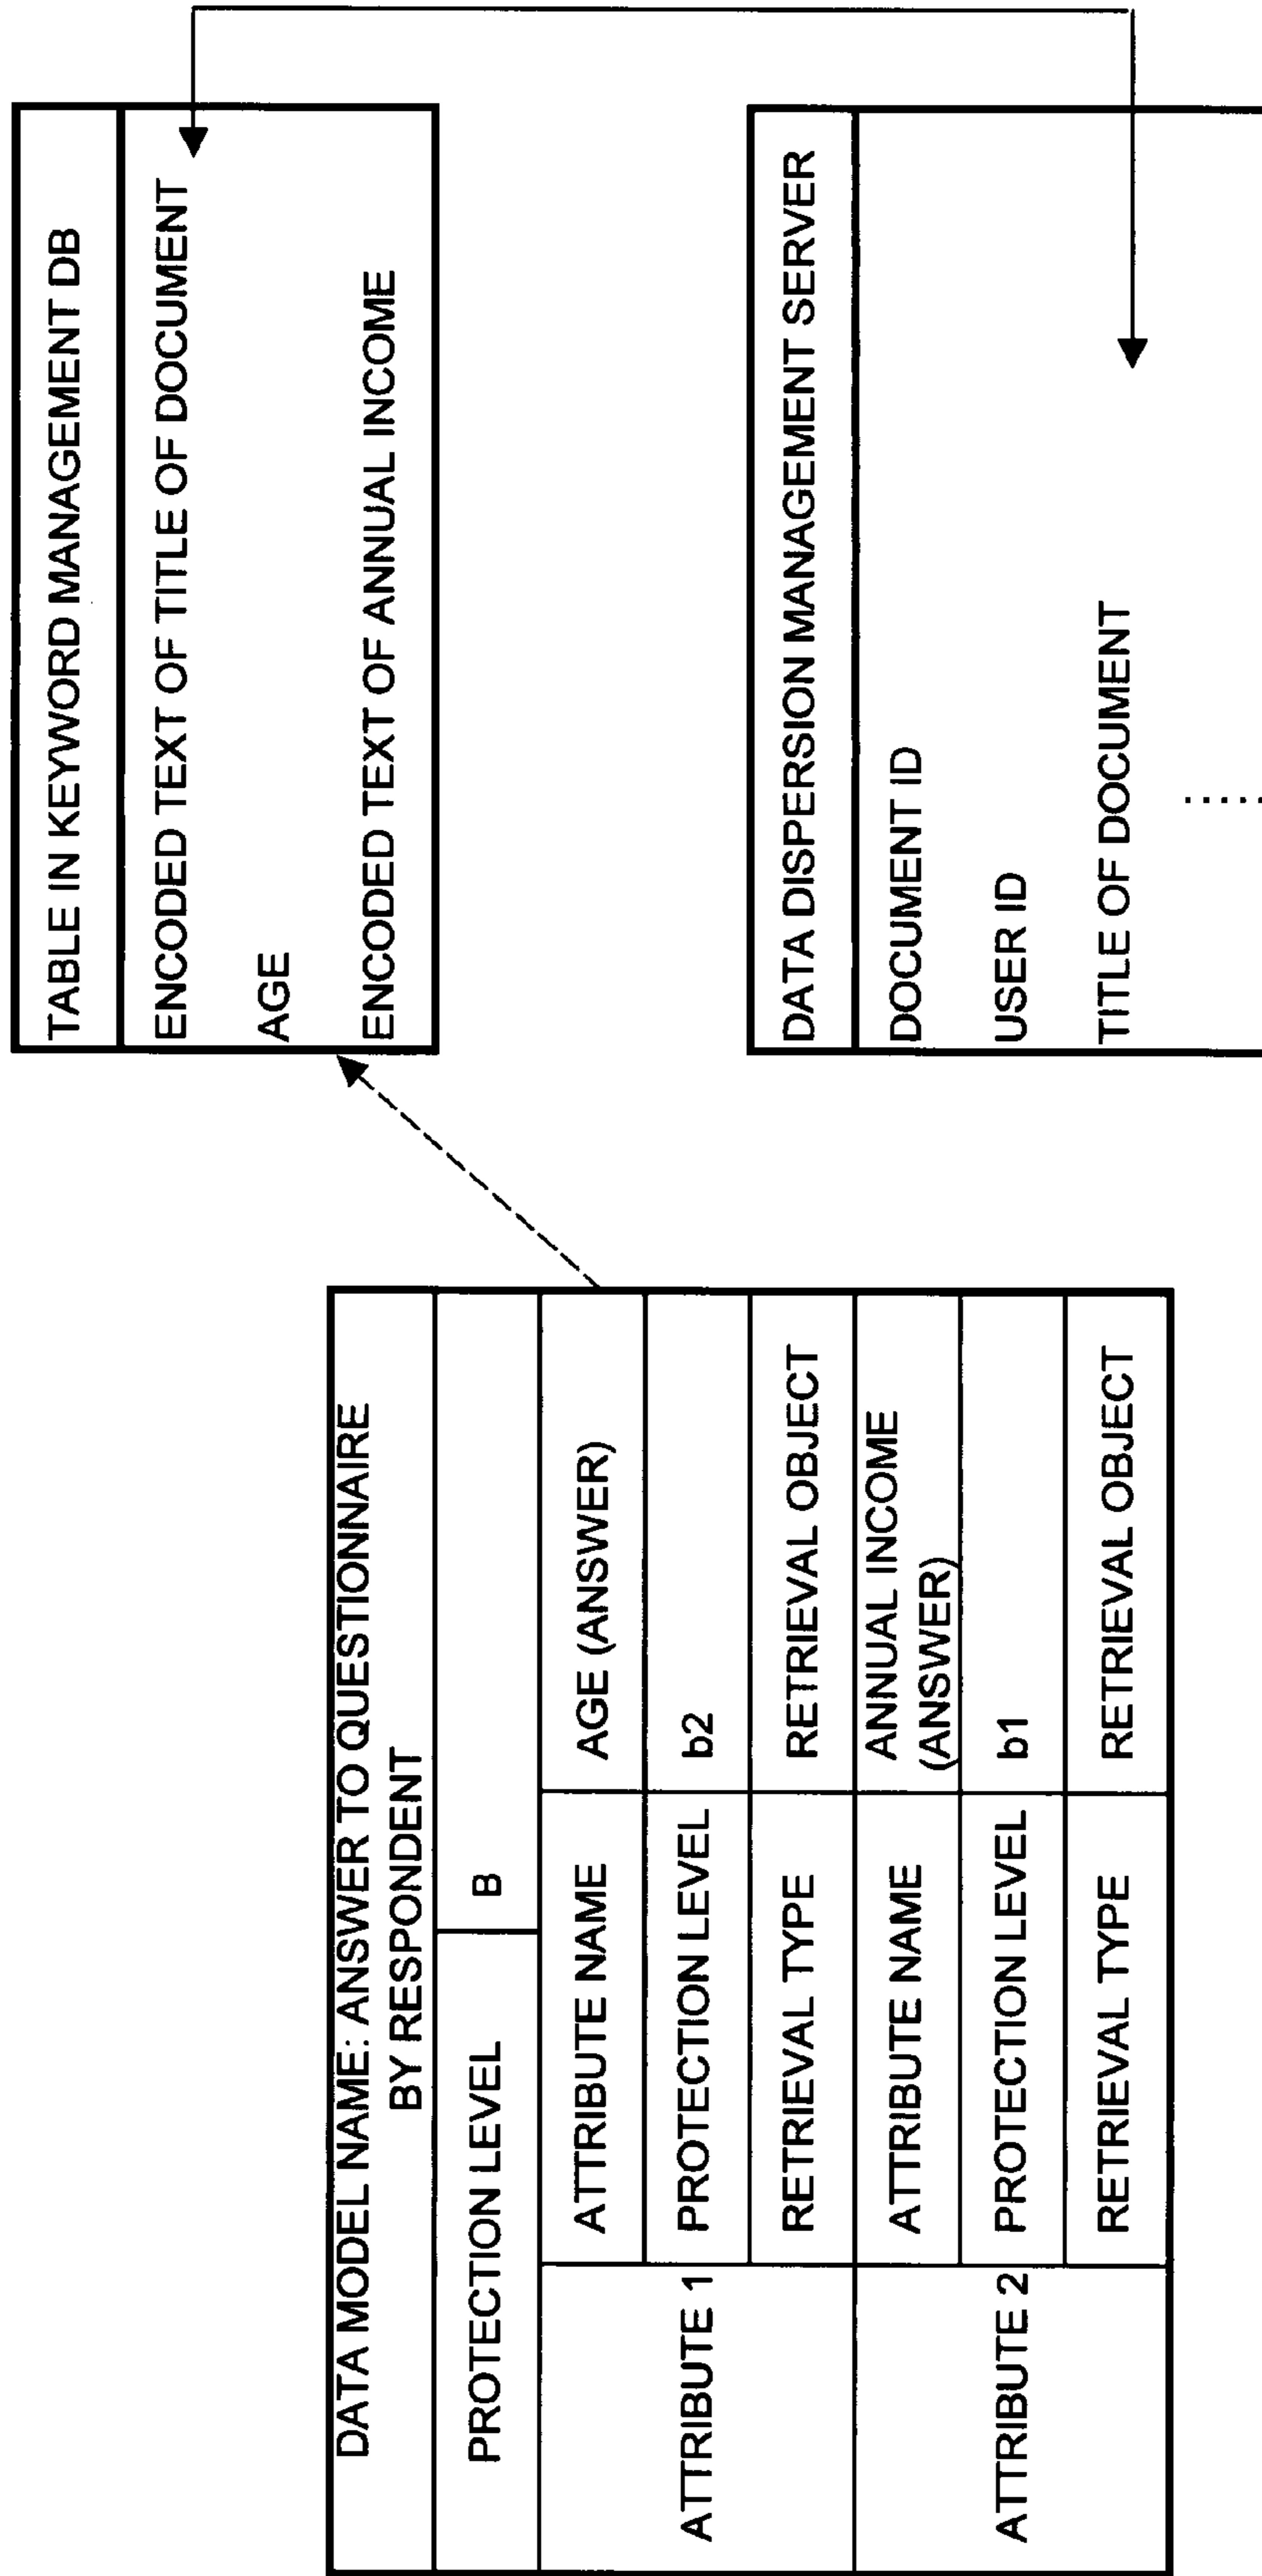 DATA MODEL NAME: ANSWER TO QUESTIONNAIRE
BY RESPONDENT
PROTECTION LEVEL B
ATTRIBUTE 1
ATTRIBUTE NAME AGE (ANSWER)
PROTECTION LEVEL b2
RETRIEVAL TYPE RETRIEVAL OBJECT
ATTRIBUTE 2
ATTRIBUTE NAME ANNUAL INCOME
(ANSWER)
PROTECTION LEVEL b1
RETRIEVAL TYPE RETRIEVAL OBJECT
TABLE IN KEYWORD MANAGEMENT DB
ENCODED TEXT OF TITLE OF DOCUMENT
AGE
ENCODED TEXT OF ANNUAL INCOME
DATA DISPERSION MANAGEMENT SERVER
DOCUMENT ID
USER ID
TITLE OF DOCUMENT
......